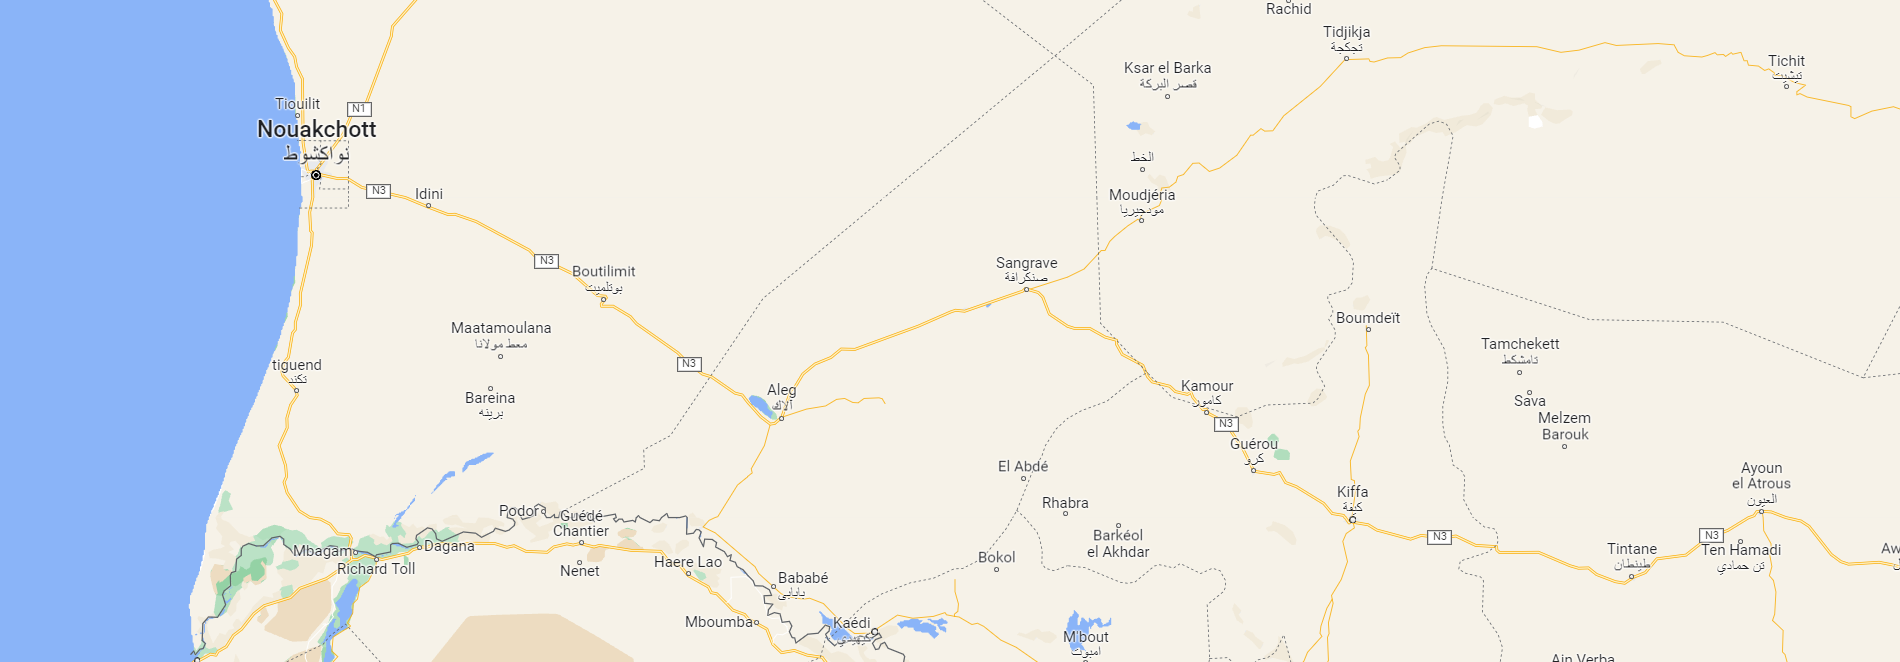 Rachid
Tidjikja
تجكجة
Tichit
تيشيت
Ksar el Barka
قصر البركة
Tiouilit
N1
Nouakchott
نواكشوط
الخط
N3
Idini
Moudjéria
مودجيريا
N3
Boutilimit
بوتلميت
Sangrave
صنكرافة
Maatamoulana
معط مولانا
Boumdeït
Tamchekett
تامشكط
tiguend
تكند
N3
Aleg
ألاك
Kamour
كامور
Bareina
برينه
Sava
Melzem
Barouk
N3
Guérou
كرو
El Abdé
Ayoun
el Atrous
العيون
Kiffa
كيفة
Rhabra
Podor
Guédé
Chantier
Barkéol
el Akhdar
N3
N3
Mbagam
Dagana
Richard Toll
Nenet
Haere Lao
Bokol
Tintane
طينطان
Ten Hamadi
تن حمادي
Aw
Bababé
بابابى
Mboumba
Kaédi
كيهيدي
M'bout
امبوت
Ain Verba